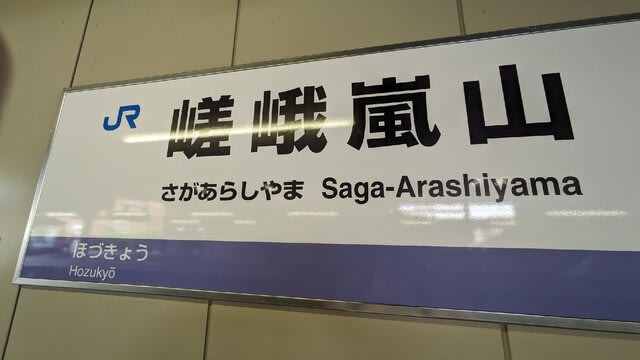 JR 嵯峨嵐山
さがあらしやま Saga-Arashiyama
ほづきょう
Hozukyō